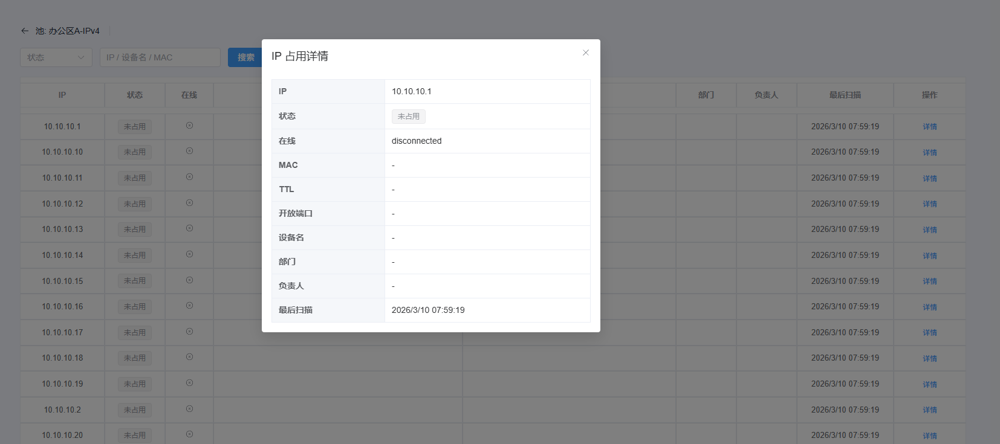 池: 办公区A-IPv4
状态 IP / 设备名 / MAC 搜索
IP 状态 在线 部门 负责人 最后扫描 操作
10.10.10.1 未占用 2026/3/10 07:59:19 详情
10.10.10.10 未占用 2026/3/10 07:59:19 详情
10.10.10.11 未占用 2026/3/10 07:59:19 详情
10.10.10.12 未占用 2026/3/10 07:59:19 详情
10.10.10.13 未占用 2026/3/10 07:59:19 详情
10.10.10.14 未占用 2026/3/10 07:59:19 详情
10.10.10.15 未占用 2026/3/10 07:59:19 详情
10.10.10.16 未占用 2026/3/10 07:59:19 详情
10.10.10.17 未占用 2026/3/10 07:59:19 详情
10.10.10.18 未占用 2026/3/10 07:59:19 详情
10.10.10.19 未占用 2026/3/10 07:59:19 详情
10.10.10.2 未占用 2026/3/10 07:59:19 详情
10.10.10.20 未占用 2026/3/10 07:59:19 详情
IP 占用详情
IP 10.10.10.1
状态 未占用
在线 disconnected
MAC -
TTL -
开放端口 -
设备名 -
部门 -
负责人 -
最后扫描 2026/3/10 07:59:19